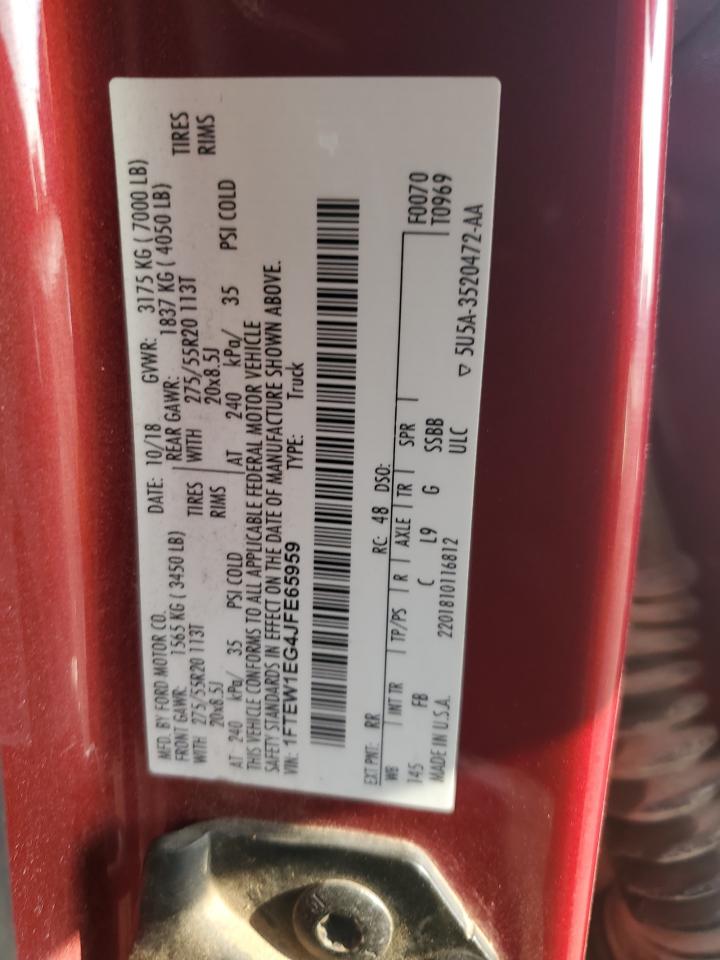 MFD. BY FORD MOTOR CO. DATE: 10/18 GVWR: 3175 KG ( 7000 LB)
FRONT GAWR: 1565 KG ( 3450 LB) REAR GAWR: 1837 KG ( 4050 LB)
WITH 275/55R20 113T TIRES WITH 275/55R20 113T TIRES
20x8.5J RIMS 20x8.5J RIMS
AT 240 kPa/ 35 PSI COLD AT 240 kPa/ 35 PSI COLD
THIS VEHICLE CONFORMS TO ALL APPLICABLE FEDERAL MOTOR VEHICLE
SAFETY STANDARDS IN EFFECT ON THE DATE OF MANUFACTURE SHOWN ABOVE.
VIN: 1FTEW1EG4JFE65959 TYPE: Truck
EXT PNT: RR RC: 48 DSO: F0070
WB INT TR TP/PS R AXLE TR SPR T0969
145 FB C L9 G SSBB
MADE IN U.S.A. 2201810116812 ULC ▽ 5U5A-3520472-AA